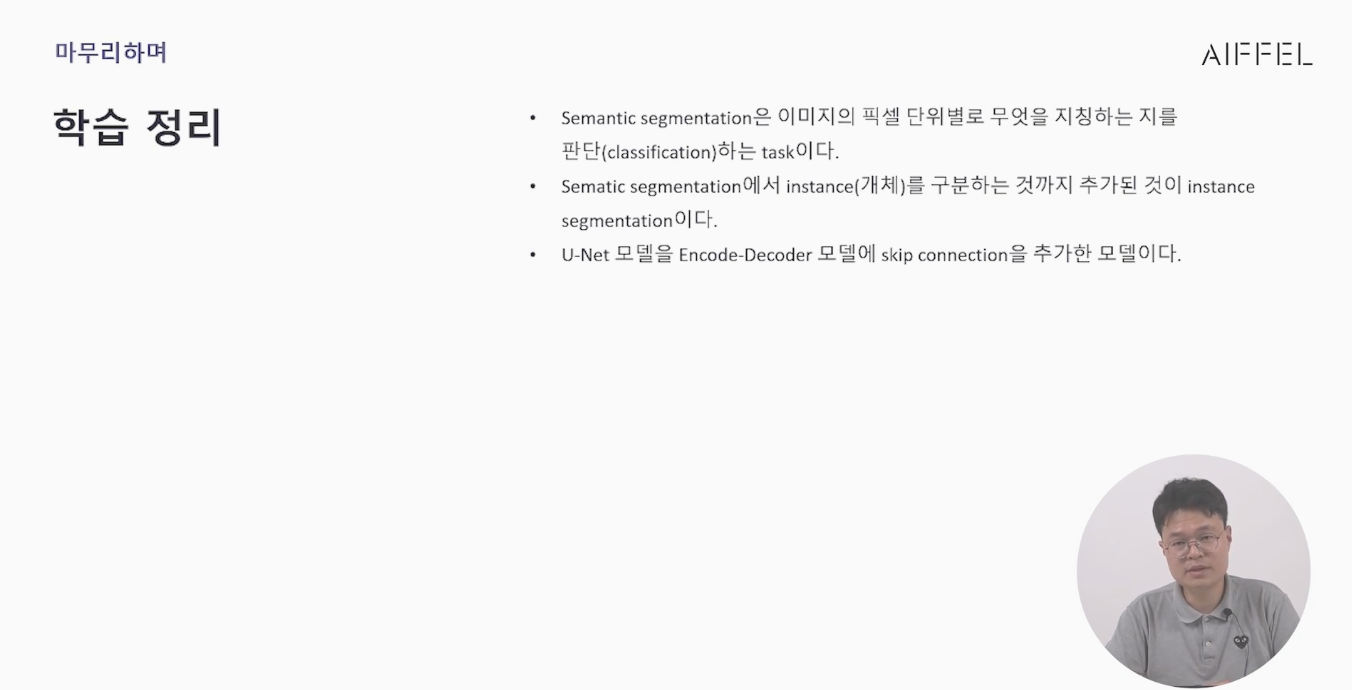 마무리하며
AIFFEL
학습 정리
• Semantic segmentation은 이미지의 픽셀 단위별로 무엇을 지칭하는 지를
판단(classification)하는 task이다.
• Sematic segmentation에서 instance(개체)를 구분하는 것까지 추가된 것이 instance
segmentation이다.
• U-Net 모델을 Encode-Decoder 모델에 skip connection을 추가한 모델이다.